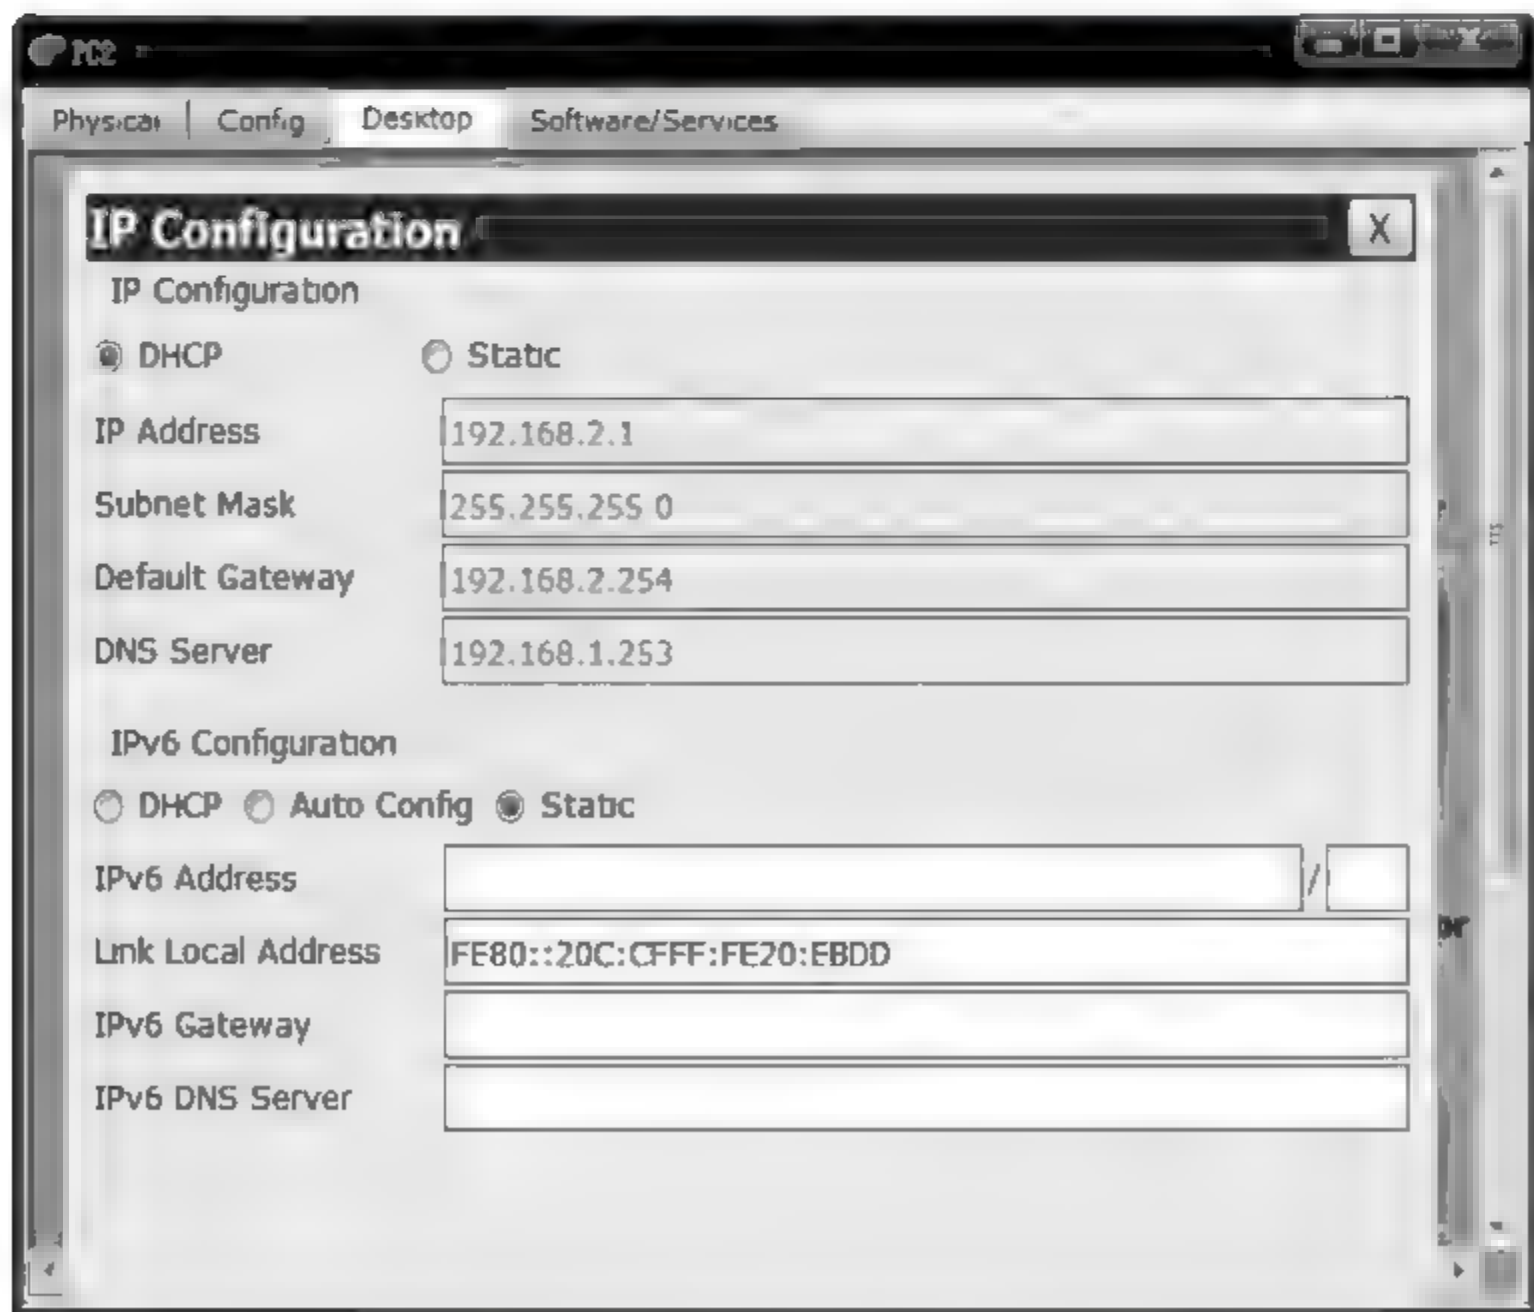 PC2
Physical Config Desktop Software/Services
IP Configuration X
IP Configuration
DHCP Static
IP Address 192.168.2.1
Subnet Mask 255.255.255.0
Default Gateway 192.168.2.254
DNS Server 192.168.1.253
IPv6 Configuration
DHCP Auto Config Static
IPv6 Address /
Link Local Address FE80::20C:CFFF:FE20:EBDD
IPv6 Gateway
IPv6 DNS Server